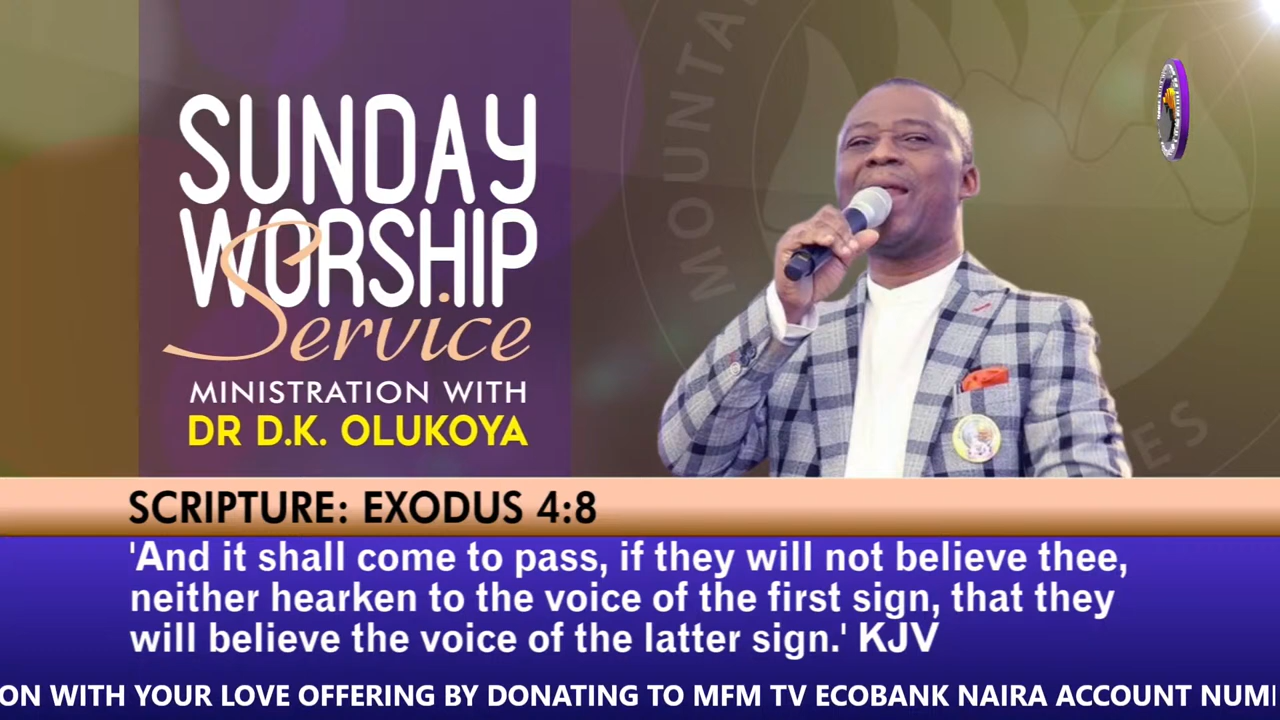 SUNDAY
WORSHIP
Service
MINISTRATION WITH
DR D.K. OLUKOYA
MOUNTA
SCRIPTURE: EXODUS 4:8
'And it shall come to pass, if they will not believe thee,
neither hearken to the voice of the first sign, that they
will believe the voice of the latter sign.' KJV
ON WITH YOUR LOVE OFFERING BY DONATING TO MFM TV ECOBANK NAIRA ACCOUNT NUM